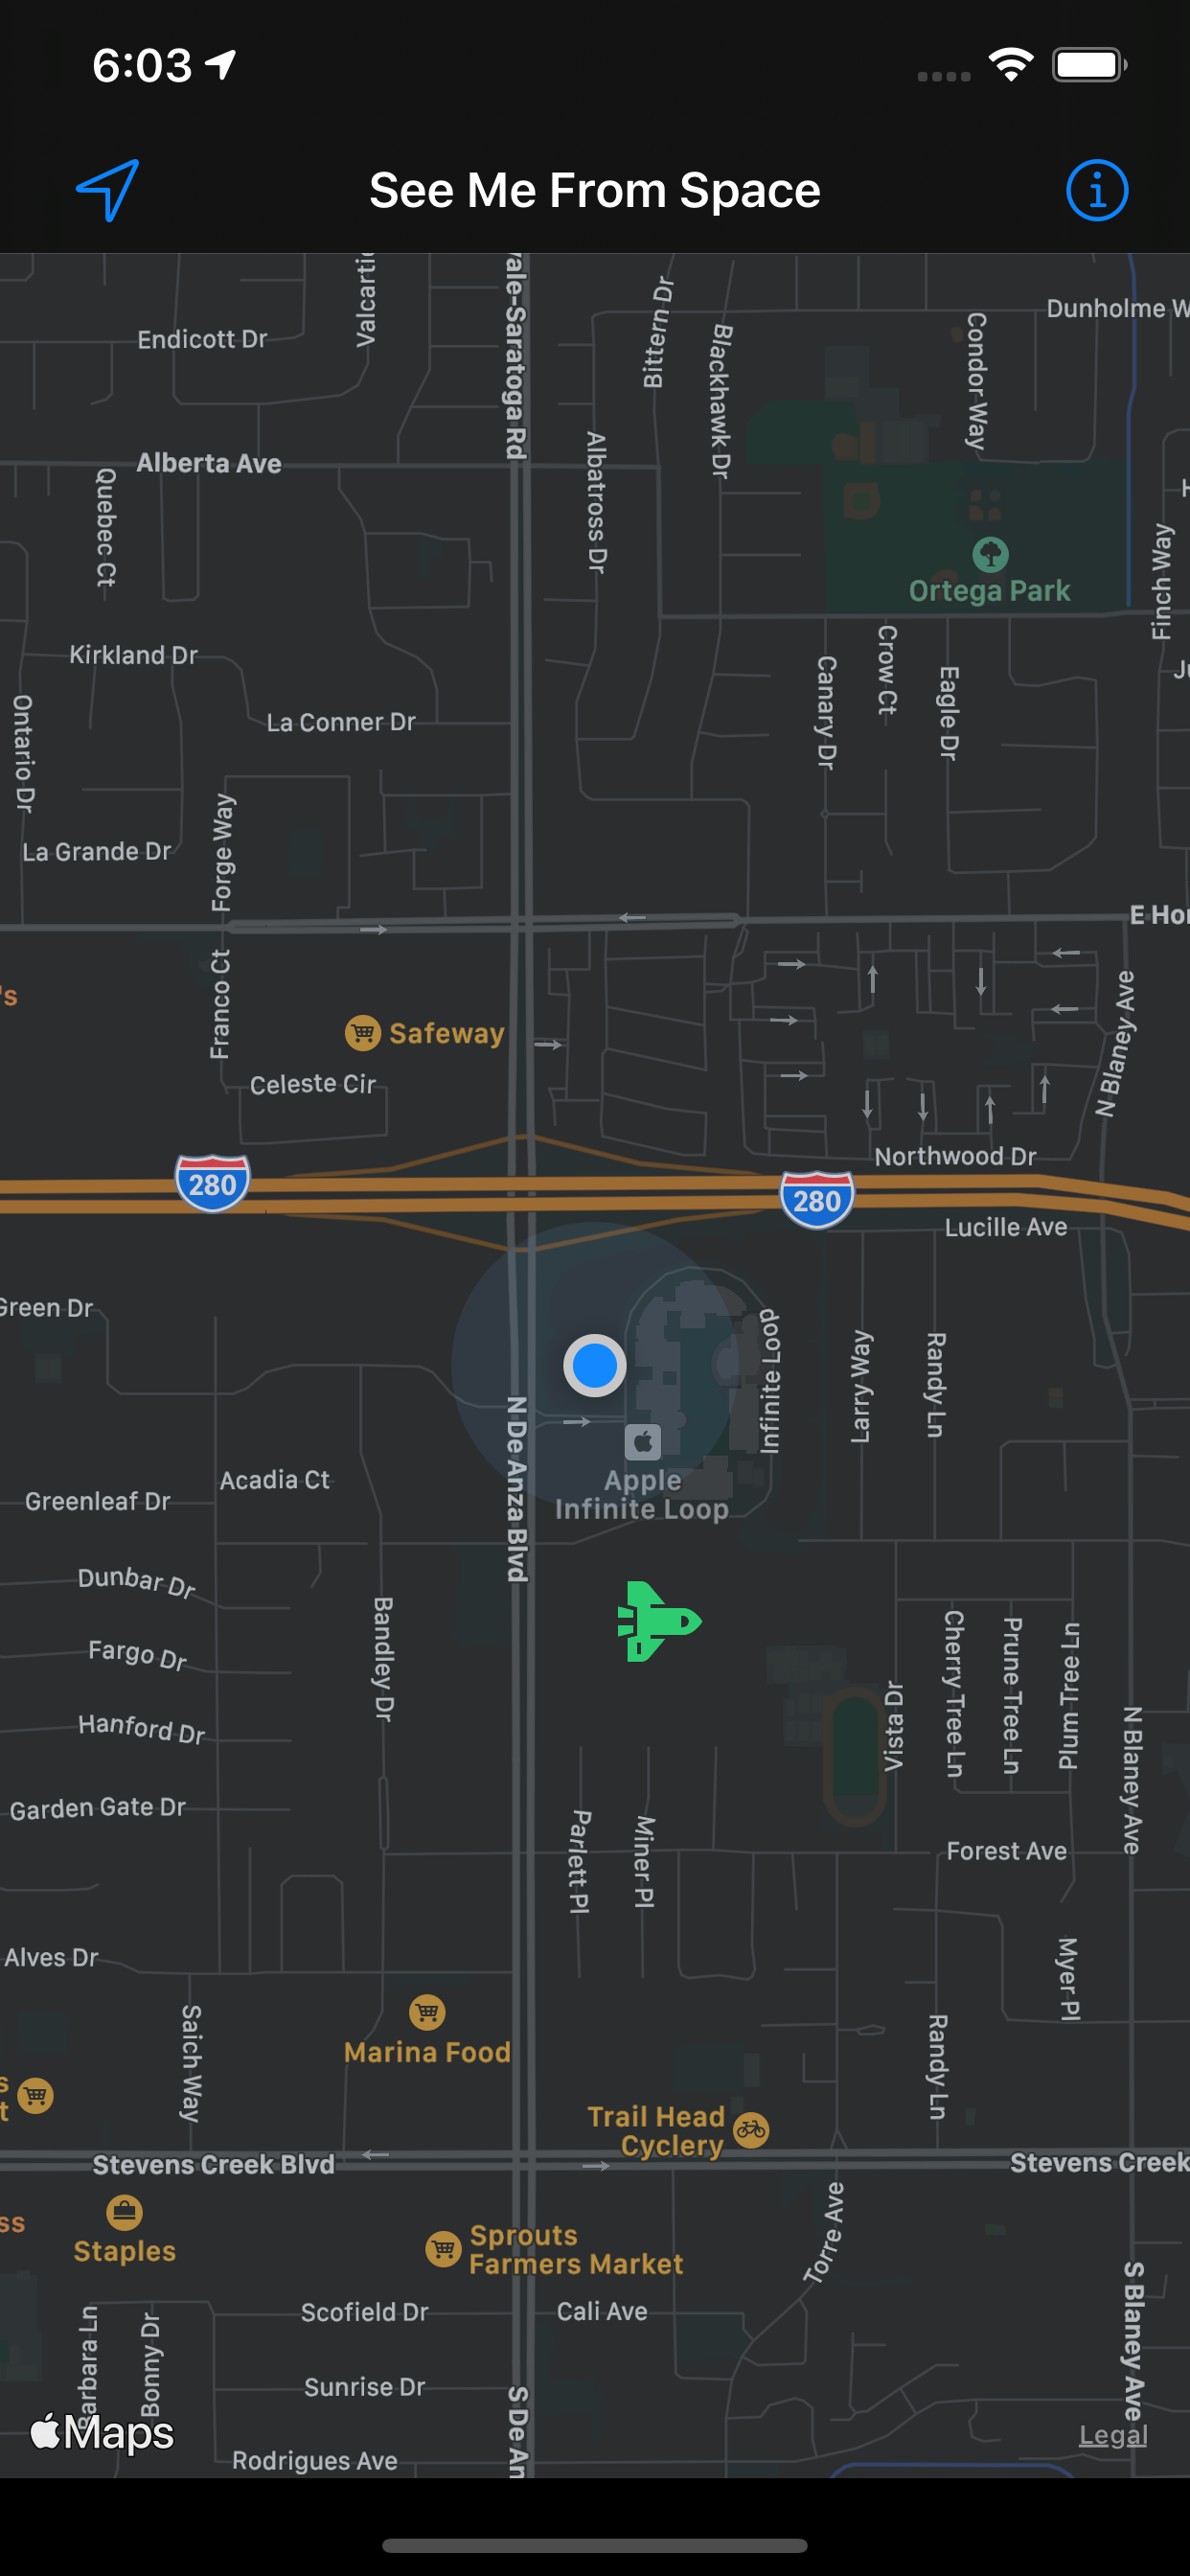 6:03
See Me From Space
Valcarti
vale-Saratoga Rd
Bittern Dr
Dunholme W
Endicott Dr
Blackhawk Dr
Condor Way
Alberta Ave
Albatross Dr
Quebec Ct
H
Finch Way
Ortega Park
Kirkland Dr
Crow Ct
Canary Dr
Eagle Dr
Ju
Ontario Dr
La Conner Dr
Forge Way
La Grande Dr
E Hor
Franco Ct
's
Safeway
N Blaney Ave
Celeste Cir
Northwood Dr
280
280
Lucille Ave
Green Dr
Infinite Loop
Larry Way
Randy Ln
N De Anza Blvd
Acadia Ct
Apple
Infinite Loop
Greenleaf Dr
Dunbar Dr
Bandley Dr
Fargo Dr
Cherry Tree Ln
Prune Tree Ln
Plum Tree Ln
Vista Dr
Hanford Dr
N Blaney Ave
Garden Gate Dr
Parlett Pl
Miner Pl
Forest Ave
Alves Dr
Myer Pl
Saich Way
Marina Food
Randy Ln
s
t
Trail Head
Cyclery
Stevens Creek Blvd
Stevens Creek
Torre Ave
ss
Staples
Sprouts
Farmers Market
S Blaney Ave
Scofield Dr
Cali Ave
Barbara Ln
Bonny Dr
Sunrise Dr
S De An
Maps
Legal
Rodrigues Ave